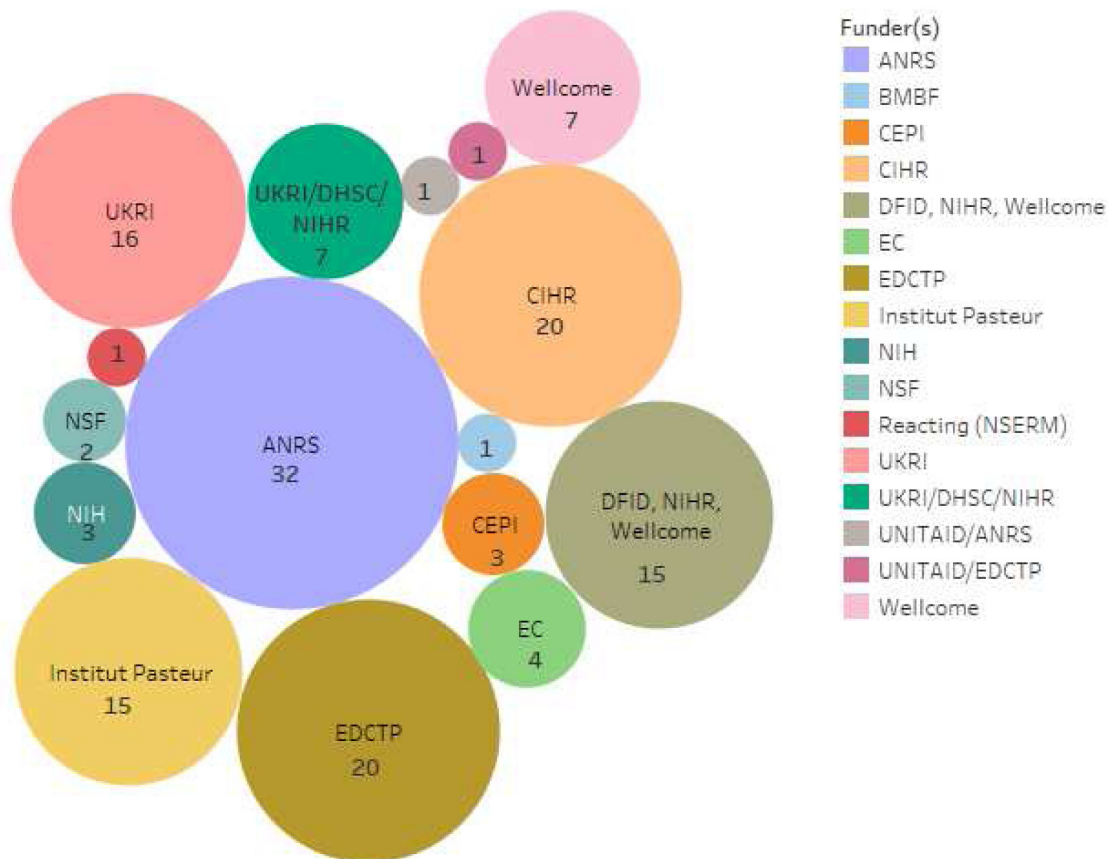 Wellcome
7
1
1
UKRI/DHSC/
NIHR
7
UKRI
16
CIHR
20
1
NSF
2
ANRS
32
1
NIH
3
CEPI
3
DFID, NIHR,
Wellcome
15
EC
4
Institut Pasteur
15
EDCTP
20
Funder(s)
ANRS
BMBF
CEPI
CIHR
DFID, NIHR, Wellcome
EC
EDCTP
Institut Pasteur
NIH
NSF
Reacting (NSERM)
UKRI
UKRI/DHSC/NIHR
UNITAID/ANRS
UNITAID/EDCTP
Wellcome